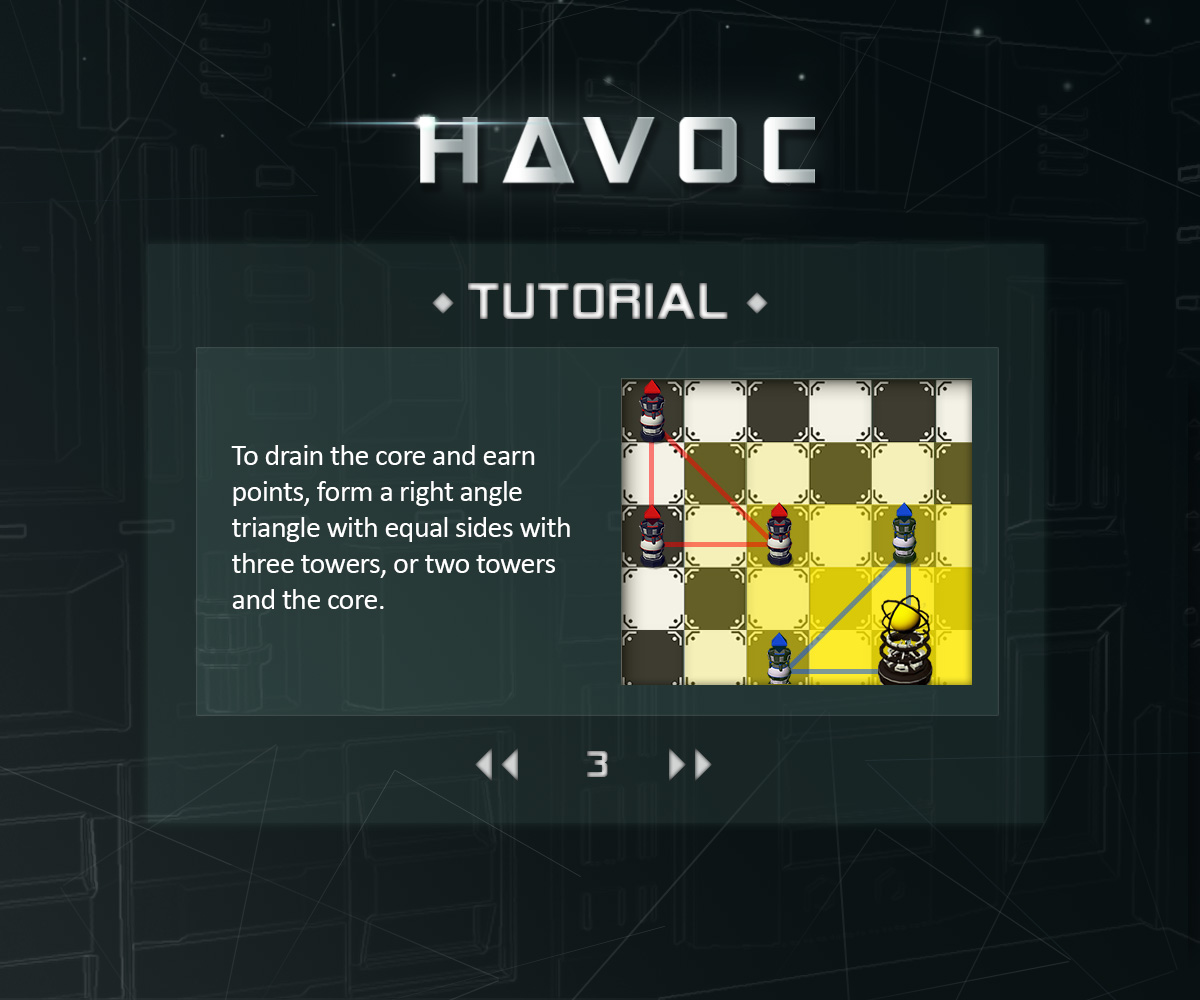 HAVOC
TUTORIAL
To drain the core and earn
points, form a right angle
triangle with equal sides with
three towers, or two towers
and the core.
3